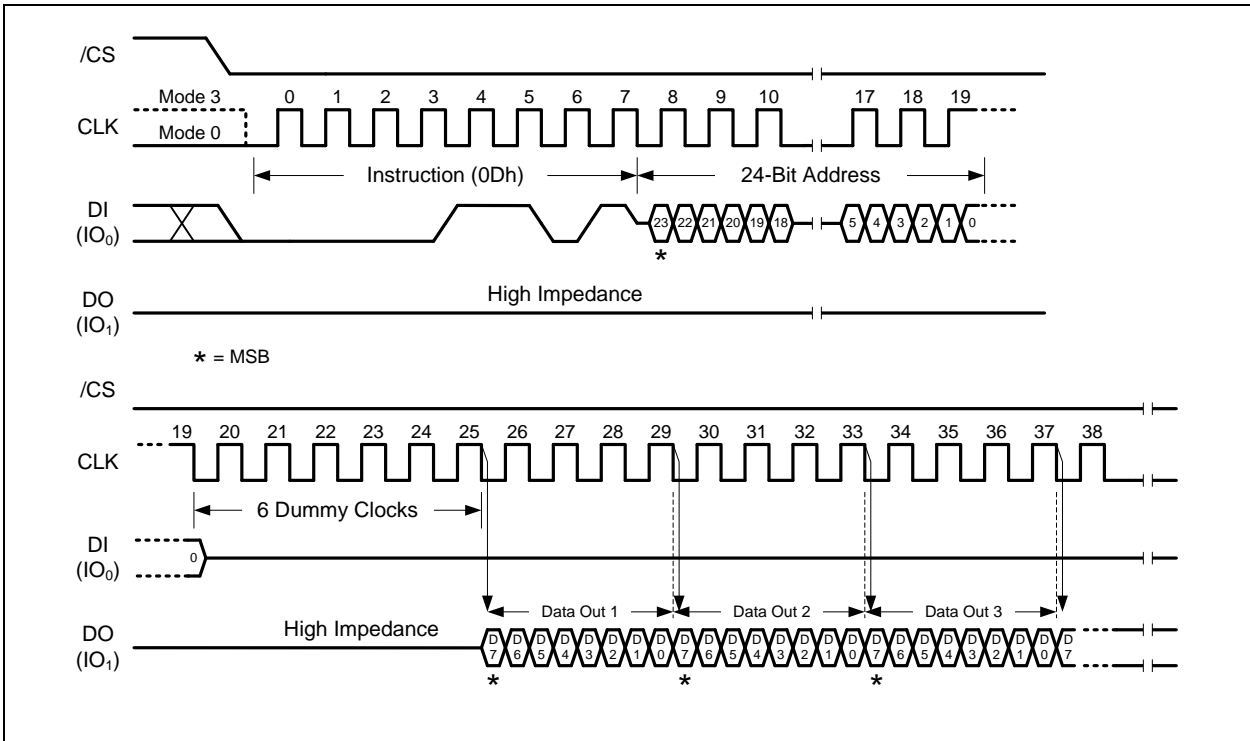 /CS
Mode 3 0 1 2 3 4 5 6 7 8 9 10 17 18 19
CLK Mode 0
Instruction (0Dh) 24-Bit Address
DI
(IO0) 23 22 21 20 19 18 5 4 3 2 1 0
*
High Impedance
DO
(IO1)
* = MSB
/CS
19 20 21 22 23 24 25 26 27 28 29 30 31 32 33 34 35 36 37 38
CLK
6 Dummy Clocks
DI
(IO0) 0
Data Out 1 Data Out 2 Data Out 3
High Impedance
DO
(IO1) D7 D6 D5 D4 D3 D2 D1 D0 D7 D6 D5 D4 D3 D2 D1 D0 D7 D6 D5 D4 D3 D2 D1 D0 D7
* * *